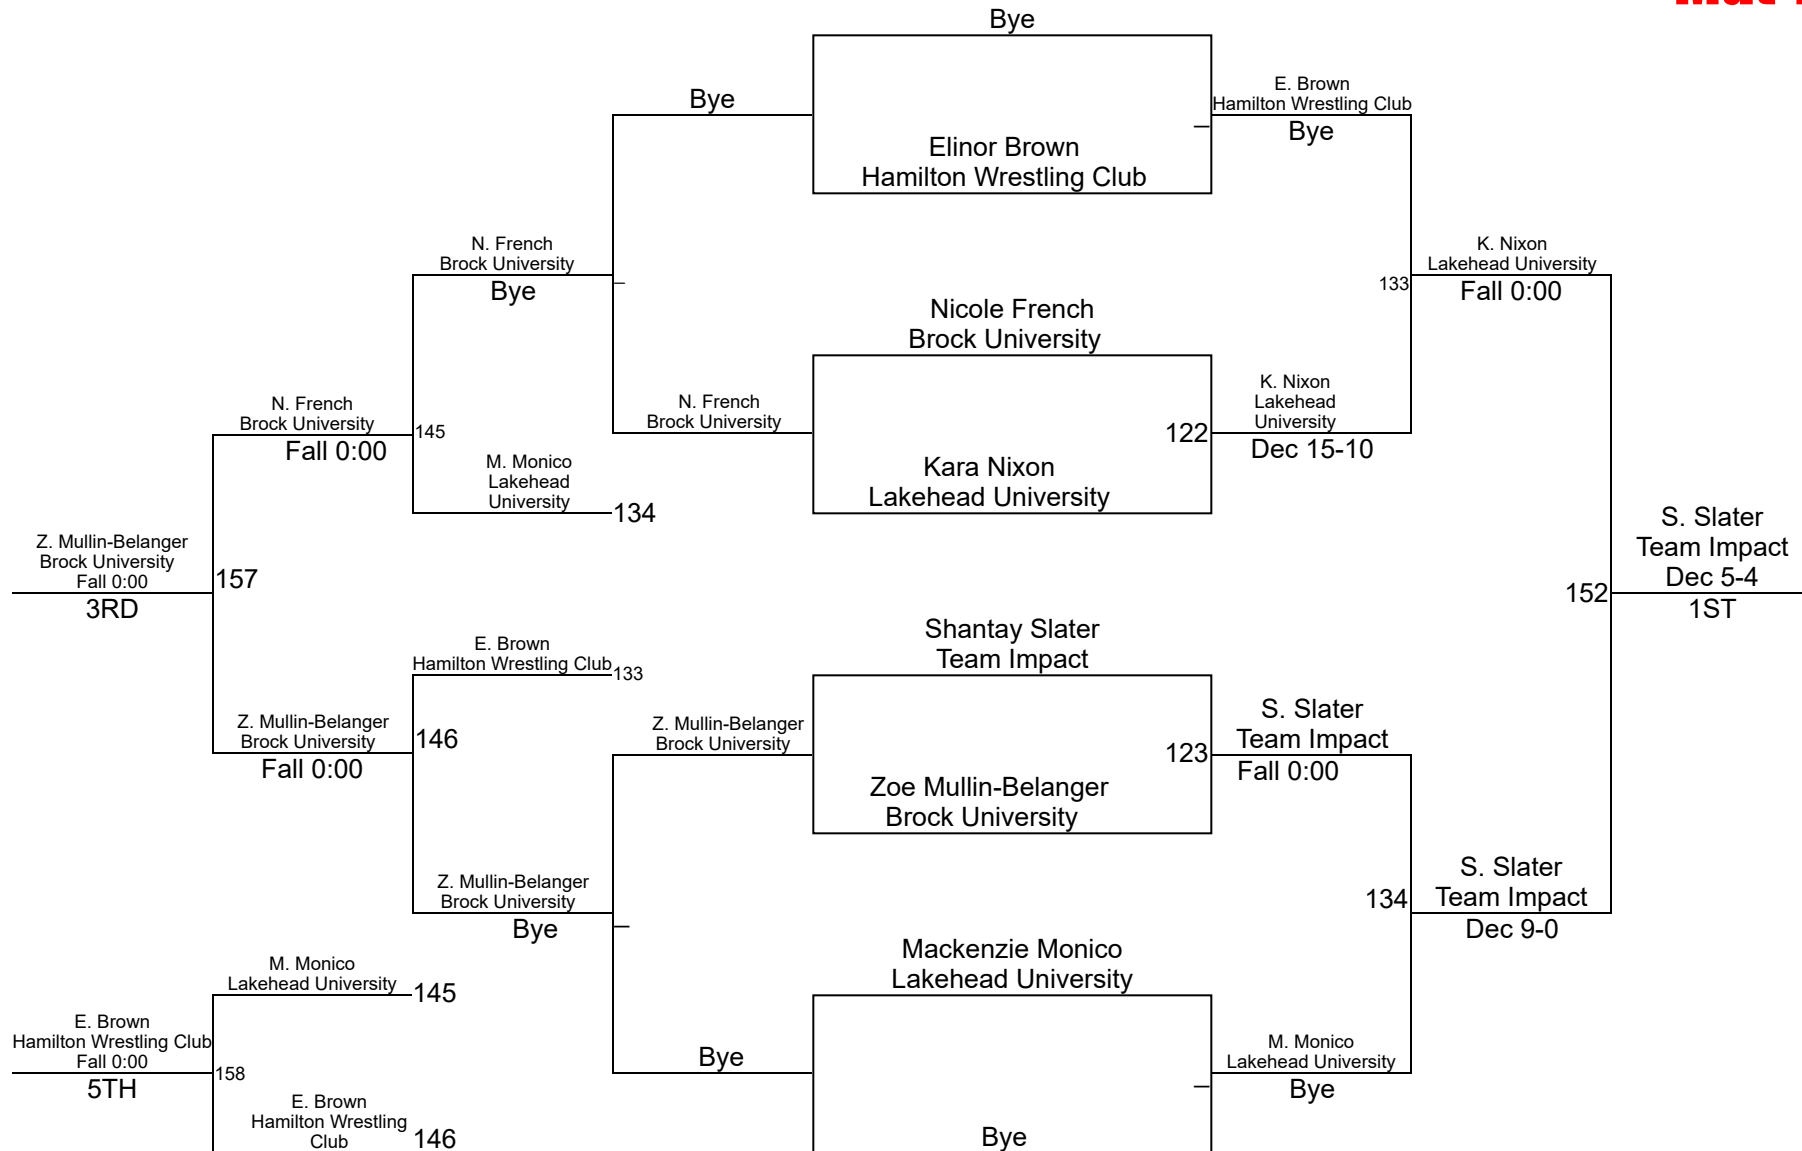 Bye
E. Brown
Hamilton Wrestling Club
Bye
Bye
Elinor Brown
Hamilton Wrestling Club
N. French
Brock University
Bye
K. Nixon
Lakehead University
Fall 0:00
133
Nicole French
Brock University
N. French
Brock University
145
Fall 0:00
N. French
Brock University
122
K. Nixon
Lakehead
University
Dec 15-10
M. Monico
Lakehead
University
134
Kara Nixon
Lakehead University
Z. Mullin-Belanger
Brock University
Fall 0:00
3RD
157
152
S. Slater
Team Impact
Dec 5-4
1ST
E. Brown
Hamilton Wrestling Club
133
Shantay Slater
Team Impact
Z. Mullin-Belanger
Brock University
Fall 0:00
146
Z. Mullin-Belanger
Brock University
123
S. Slater
Team Impact
Fall 0:00
Zoe Mullin-Belanger
Brock University
Z. Mullin-Belanger
Brock University
Bye
134
S. Slater
Team Impact
Dec 9-0
Mackenzie Monico
Lakehead University
M. Monico
Lakehead University
145
E. Brown
Hamilton Wrestling Club
Fall 0:00
5TH
158
Bye
M. Monico
Lakehead University
Bye
E. Brown
Hamilton Wrestling
Club
146
Bye